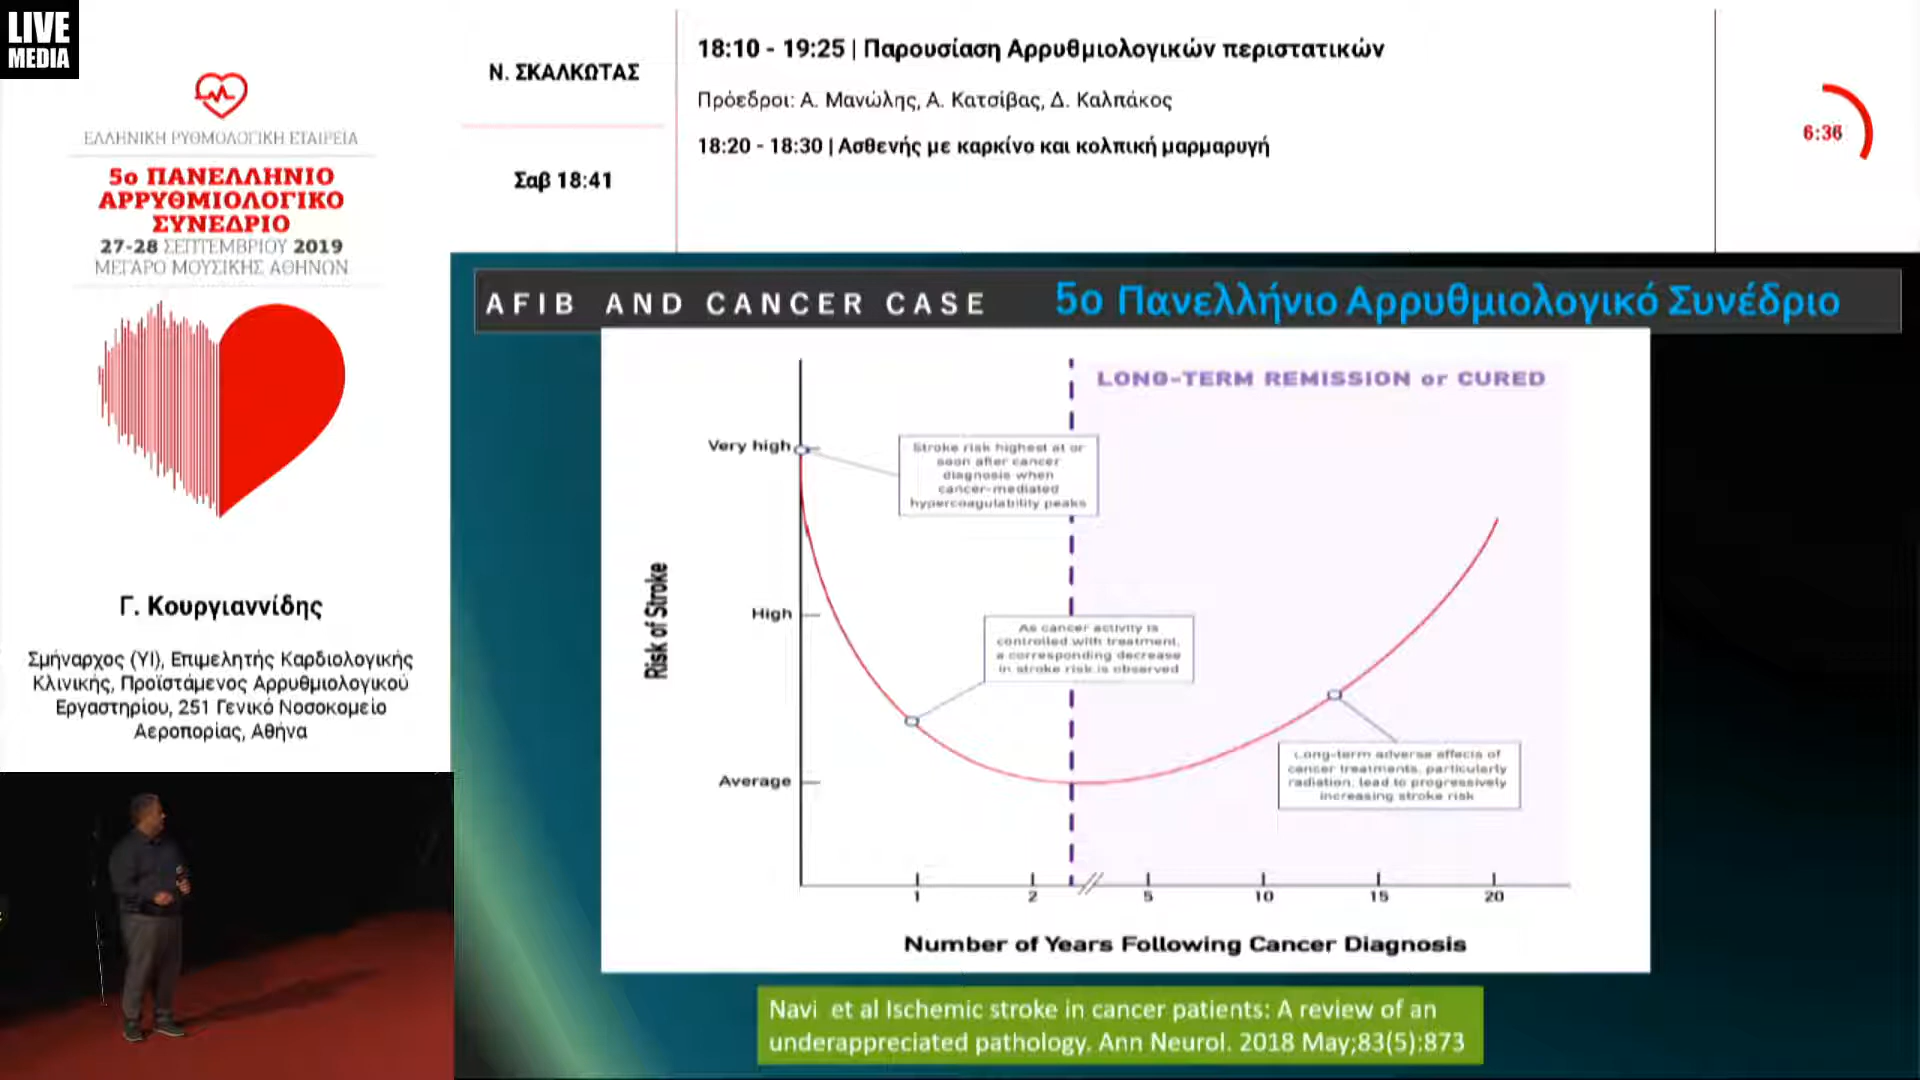 LIVE
MEDIA
ΕΛΛΗΝΙΚΗ ΡΥΘΜΟΛΟΓΙΚΗ ΕΤΑΙΡΕΙΑ
5ο ΠΑΝΕΛΛΗΝΙΟ
ΑΡΡΥΘΜΙΟΛΟΓΙΚΟ
ΣΥΝΕΔΡΙΟ
27-28 ΣΕΠΤΕΜΒΡΙΟΥ 2019
ΜΕΓΑΡΟ ΜΟΥΣΙΚΗΣ ΑΘΗΝΩΝ
Γ. Κουργιαννίδης
Σμήναρχος (ΥΙ), Επιμελητής Καρδιολογικής
Κλινικής, Προϊστάμενος Αρρυθμιολογικού
Εργαστηρίου, 251 Γενικό Νοσοκομείο
Αεροπορίας, Αθήνα
Ν. ΣΚΑΛΚΩΤΑΣ
Σαβ 18:41
18:10 - 19:25 | Παρουσίαση Αρρυθμιολογικών περιστατικών
Πρόεδροι: Α. Μανώλης, Α. Κατσίβας, Δ. Καλπάκος
18:20 - 18:30 | Ασθενής με καρκίνο και κολπική μαρμαρυγή
6:36
AFIB AND CANCER CASE 5ο Πανελλήνιο Αρρυθμιολογικό Συνέδριο
LONG-TERM REMISSION or CURED
Very high
Stroke risk highest at or
soon after cancer
diagnosis when
cancer-mediated
hypercoagulability peaks
High
As cancer activity is
controlled with treatment,
a corresponding decrease
in stroke risk is observed
Risk of Stroke
Long-term adverse effects of
cancer treatments, particularly
radiation, lead to progressively
increasing stroke risk
Average
1 2 5 10 15 20
Number of Years Following Cancer Diagnosis
Navi et al Ischemic stroke in cancer patients: A review of an
underappreciated pathology. Ann Neurol. 2018 May;83(5):873